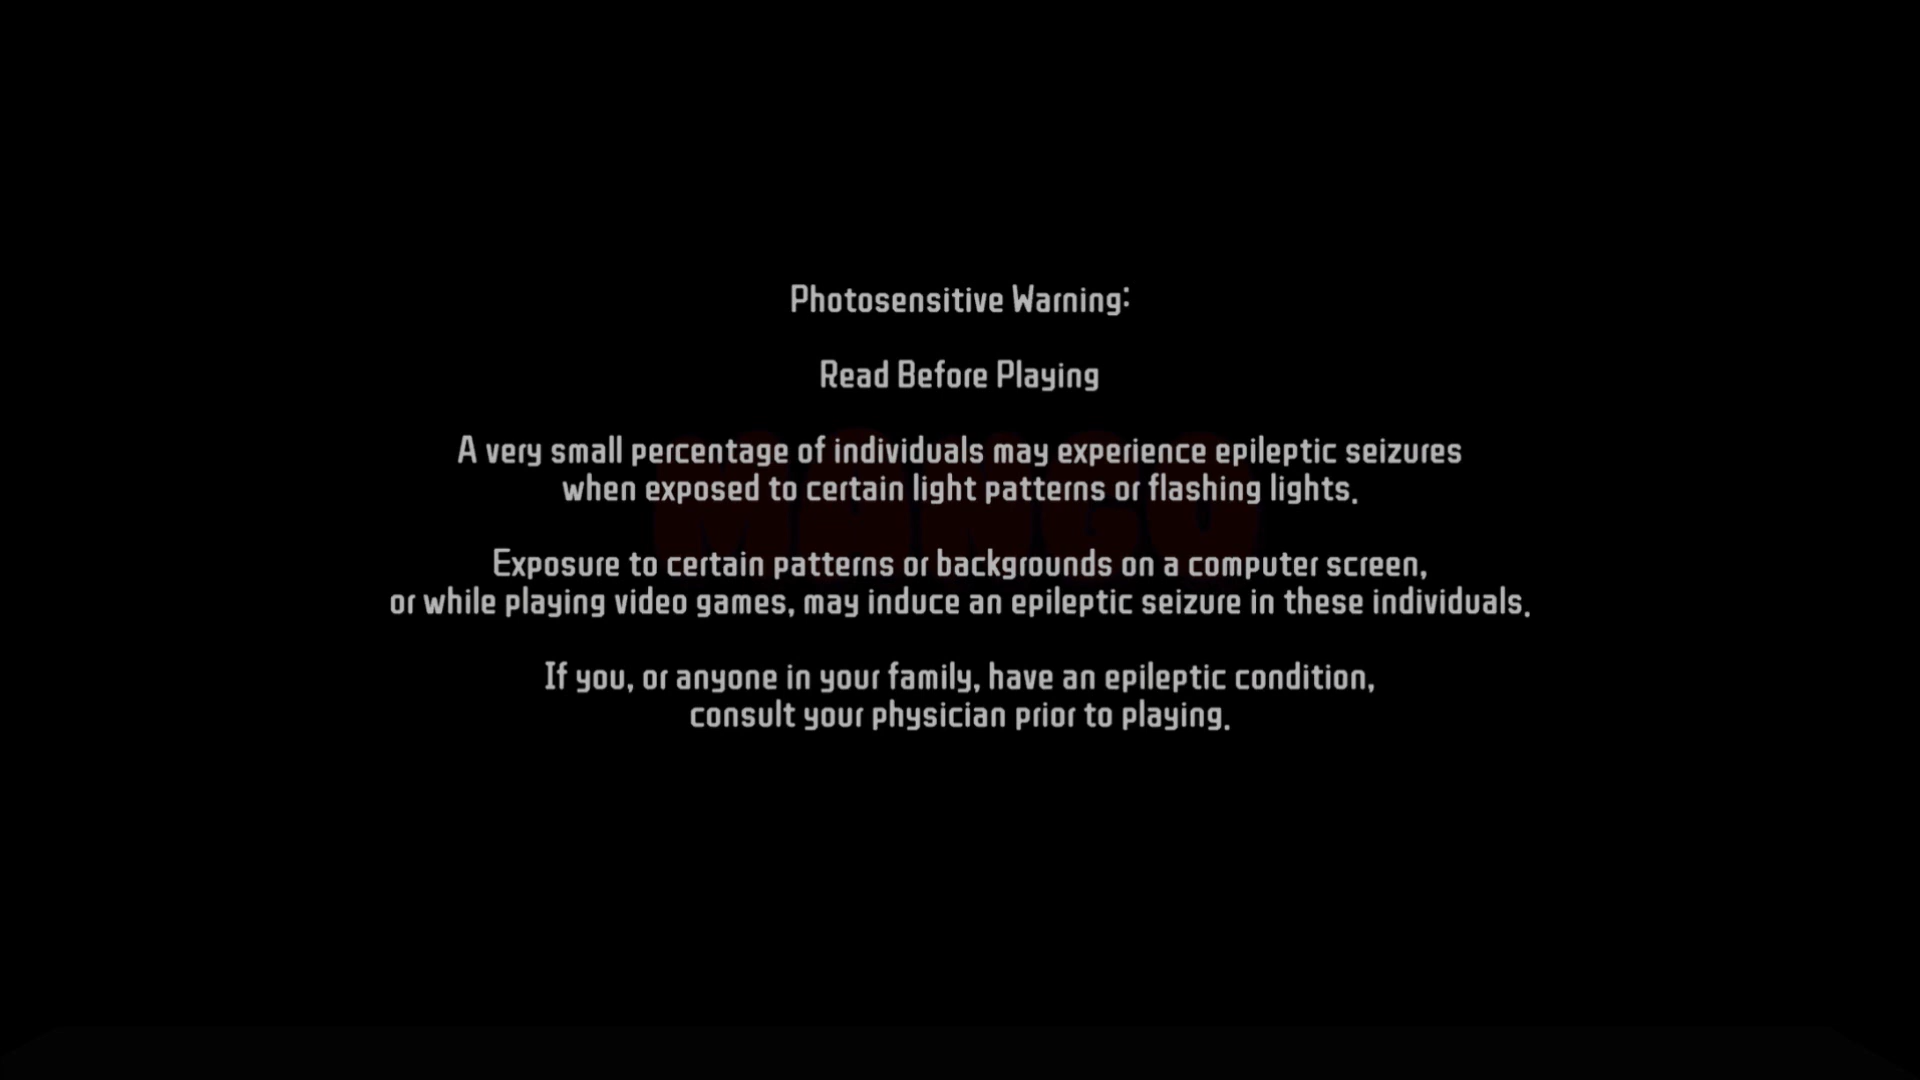 Photosensitive Warning:
Read Before Playing
A very small percentage of individuals may experience epileptic seizures
when exposed to certain light patterns or flashing lights.
Exposure to certain patterns or backgrounds on a computer screen,
or while playing video games, may induce an epileptic seizure in these individuals.
If you, or anyone in your family, have an epileptic condition,
consult your physician prior to playing.